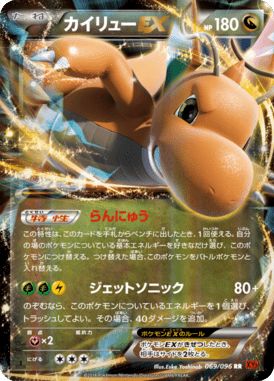 たね
カイリューEX
HP180
特性
らんにゅう
この特性は、このカードを手札からベンチに出したとき、1回使える。自分
の場のポケモンについている基本エネルギーを好きなだけ選び、このポケ
モンにつけ替える。つけ替えた場合、このポケモンをバトルポケモンと
入れ替える。
ジェットソニック 80+
のぞむなら、このポケモンについているエネルギーを1個選び、
トラッシュしてよい。その場合、40ダメージを追加。
弱点 ×2
抵抗力
にげる
ポケモンEXのルール
ポケモンEXがきぜつしたとき、
相手はサイドを2枚とる。
Illus. Eske Yoshinob 069/096 RR